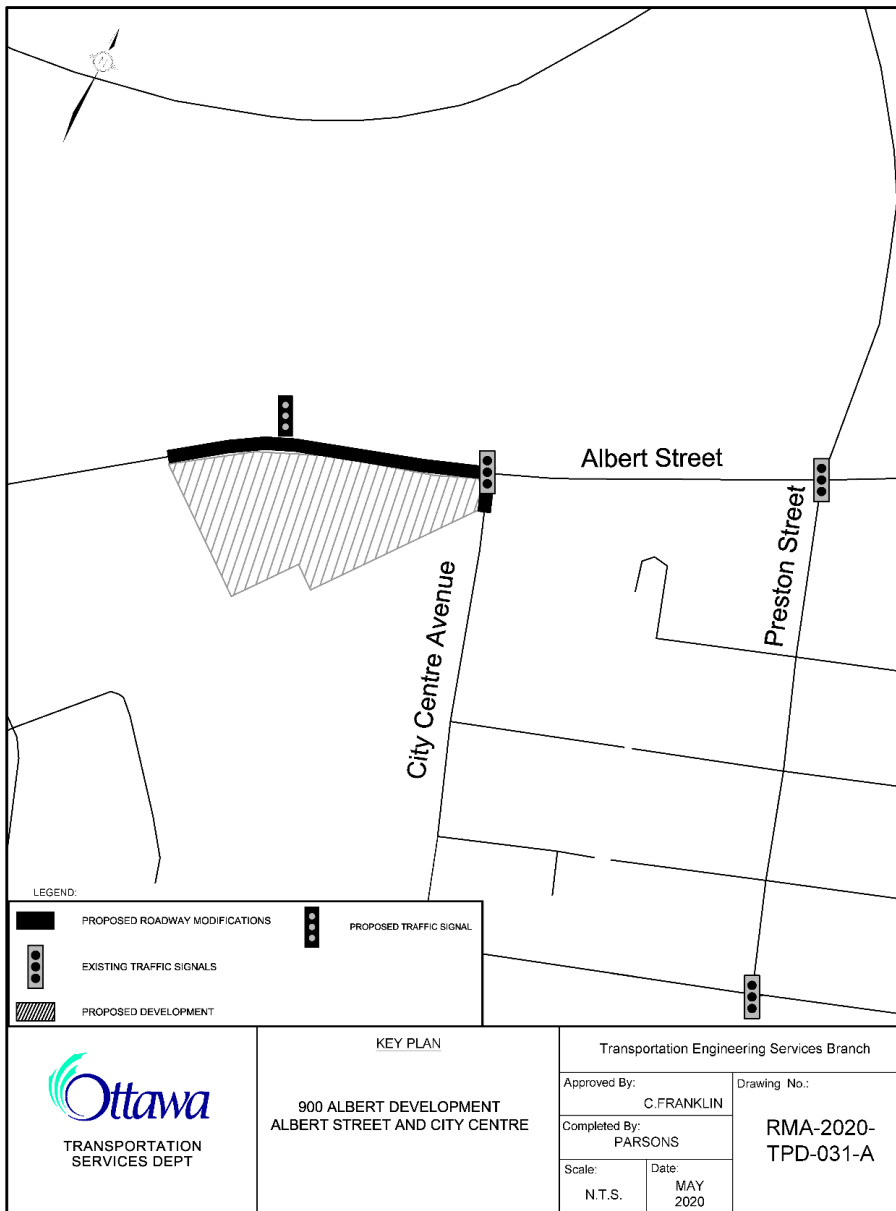 N
Albert Street
Preston Street
City Centre Avenue
LEGEND:
PROPOSED ROADWAY MODIFICATIONS
PROPOSED TRAFFIC SIGNAL
EXISTING TRAFFIC SIGNALS
PROPOSED DEVELOPMENT
Ottawa
TRANSPORTATION
SERVICES DEPT
KEY PLAN
900 ALBERT DEVELOPMENT
ALBERT STREET AND CITY CENTRE
Transportation Engineering Services Branch
Approved By:
C.FRANKLIN
Completed By:
PARSONS
Scale:
N.T.S.
Date:
MAY
2020
Drawing No.:
RMA-2020-
TPD-031-A